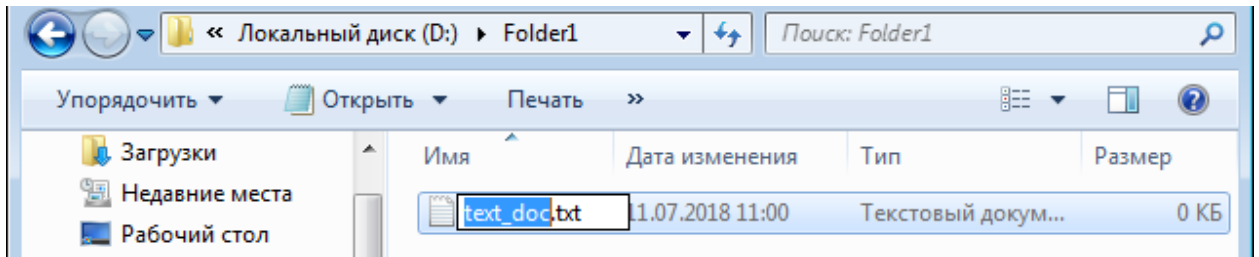 « Локальный диск (D:) Folder1 Поиск: Folder1
Упорядочить Открыть Печать »
Загрузки Имя Дата изменения Тип Размер
Недавние места text_doc.txt 11.07.2018 11:00 Текстовый докум... 0 КБ
Рабочий стол